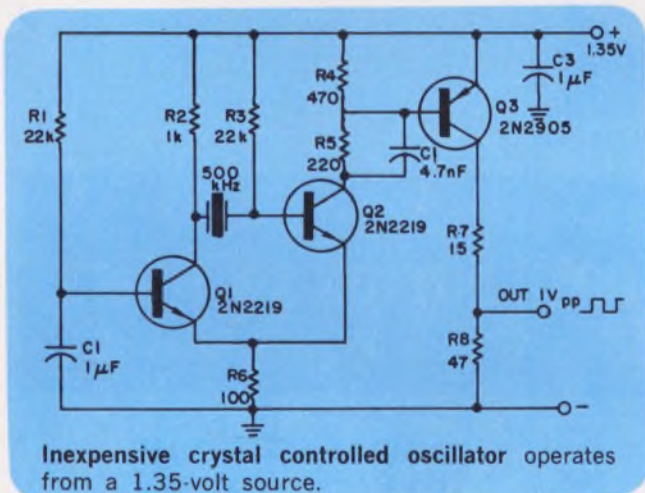 +
1.35V
C3
1µF
R1
22k
R2
1k
R3
22k
R4
470
R5
220
C1
4.7nF
Q3
2N2905
500
kHz
Q2
2N2219
Q1
2N2219
R7
15
OUT 1V pp
C1
1µF
R6
100
R8
47
−
Inexpensive crystal controlled oscillator operates
from a 1.35-volt source.